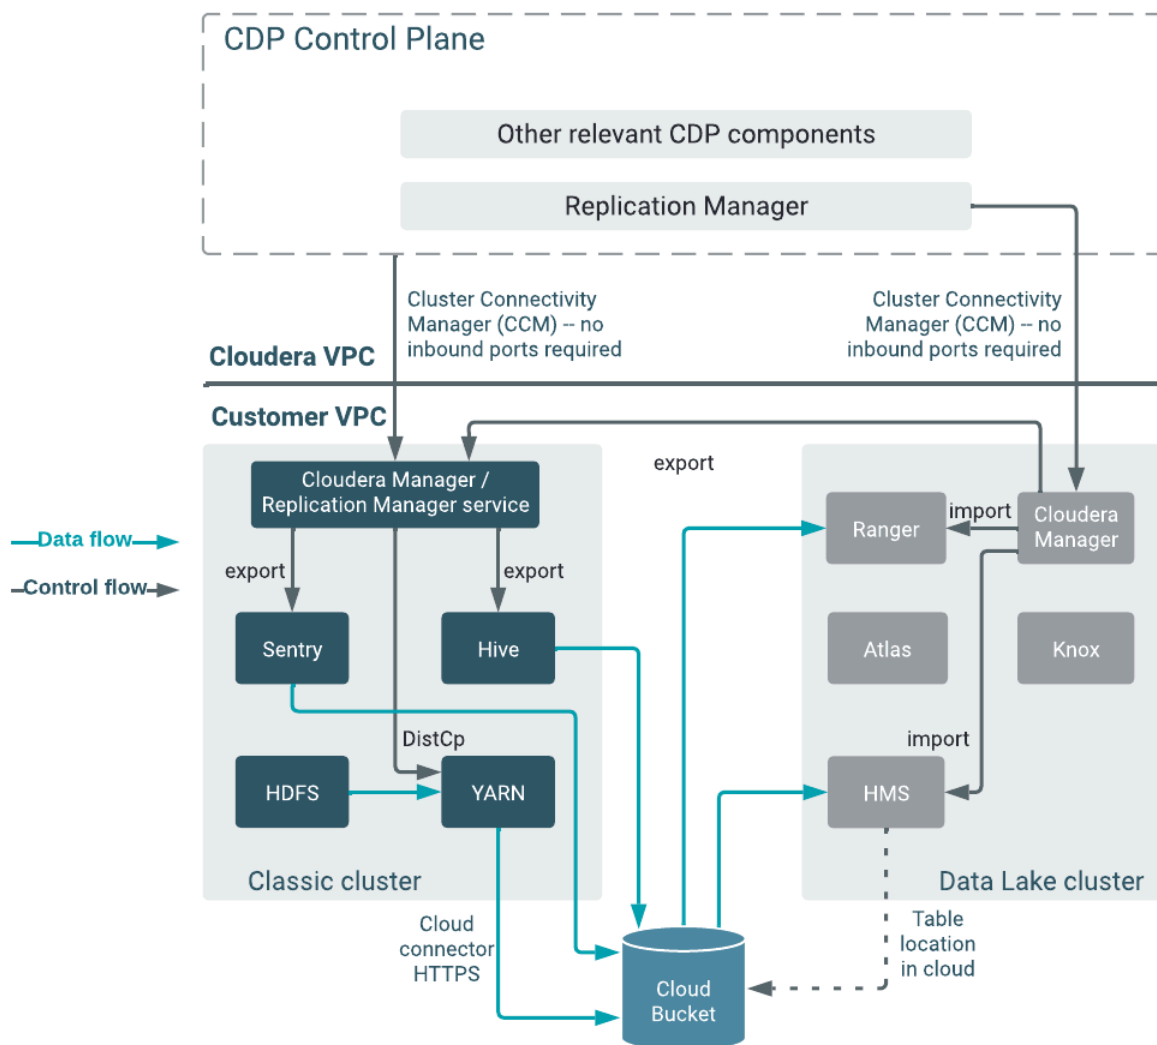 CDP Control Plane
Other relevant CDP components
Replication Manager
Cluster Connectivity
Manager (CCM) -- no
inbound ports required
Cluster Connectivity
Manager (CCM) -- no
inbound ports required
Cloudera VPC
Customer VPC
Cloudera Manager /
Replication Manager service
export
Ranger
import
Cloudera
Manager
Data flow
Control flow
export
export
Sentry
Hive
Atlas
Knox
DistCp
import
HDFS
YARN
HMS
Classic cluster
Data Lake cluster
Cloud
connector
HTTPS
Table
location
in cloud
Cloud
Bucket